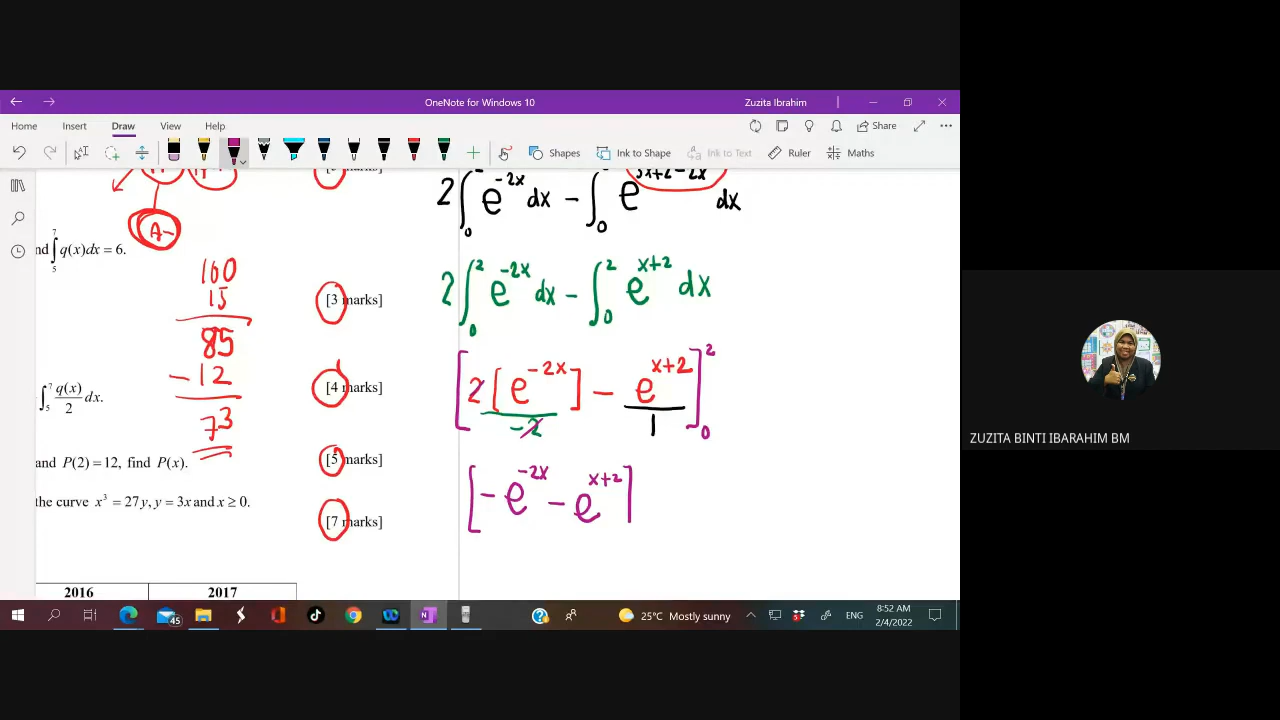 OneNote for Windows 10
Zuzita Ibrahim
Home Insert Draw View Help
Share
Shapes Ink to Shape Ink to Text Ruler Maths
2∫₀ e^(-2x) dx − ∫₀ e^(3x+2-2x) dx
A-
nd ∫₅⁷ q(x)dx = 6.
100
15
85
- 12
73
[3 marks]
2∫₀² e^(-2x) dx − ∫₀² e^(x+2) dx
[4 marks]
∫₅⁷ q(x)/2 dx.
[2[e^(-2x)]/-2 − e^(x+2)/1]₀²
and P(2) = 12, find P(x).
[5 marks]
the curve x³ = 27y, y = 3x and x ≥ 0.
[7 marks]
[-e^(-2x) − e^(x+2)]
2016 2017
ZUZITA BINTI IBARAHIM BM
45
25°C Mostly sunny
ENG
8:52 AM
2/4/2022